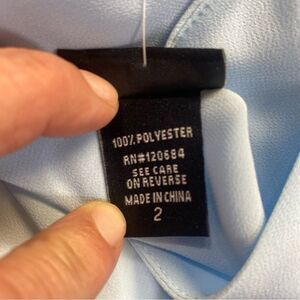 100% POLYESTER
RN#120684
SEE CARE
ON REVERSE
MADE IN CHINA
2